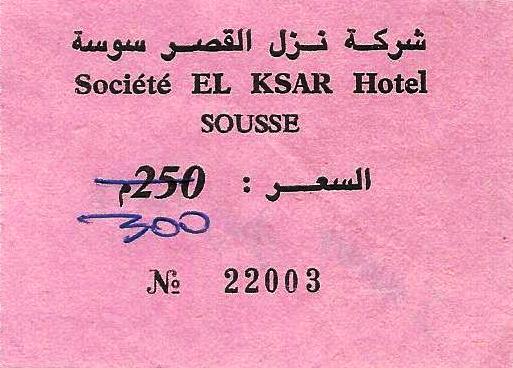 شركة نزل القصر سوسة
Société EL KSAR Hotel
SOUSSE
السعر : 250م
300
№ 22003